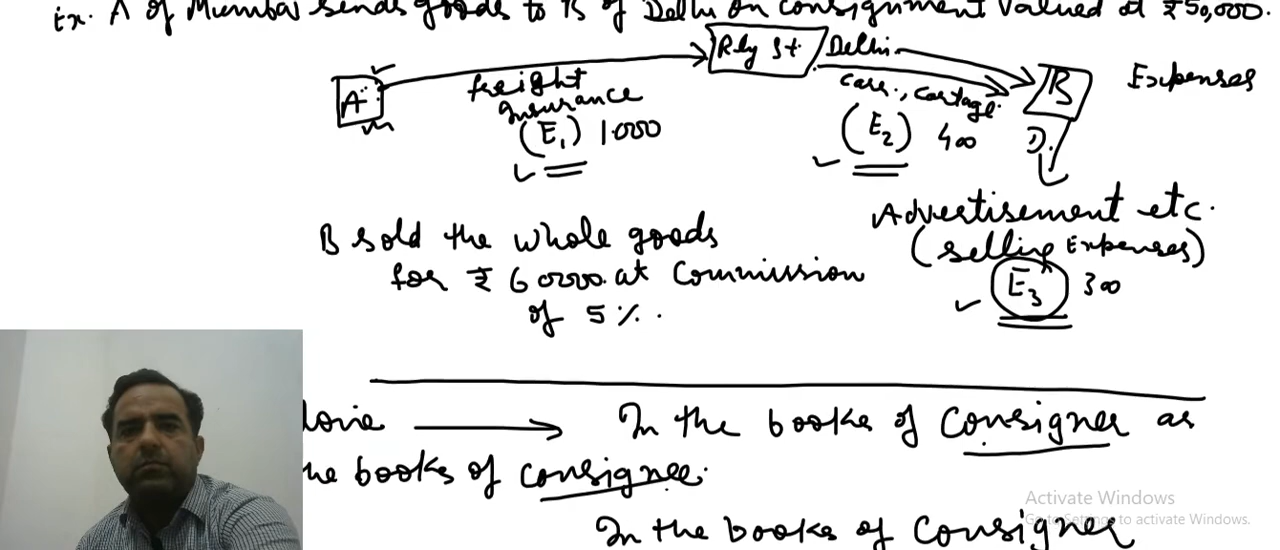 Ex. A of Mumbai sends goods to B of Delhi on Consignment valued at ₹50,000.
Rly St. Delhi
A
freight
Insurance
(E₁) 1000
, cartage.
(E₂) 400
B
D.
Expenses
Advertisement etc.
(selling Expenses)
E₃ 300
B sold the whole goods
for ₹ 60000. at Commission
of 5 %.
In the books of Consigner as
books of consignee.
In the books of Consigner
Activate Windows
Go to Settings to activate Windows.